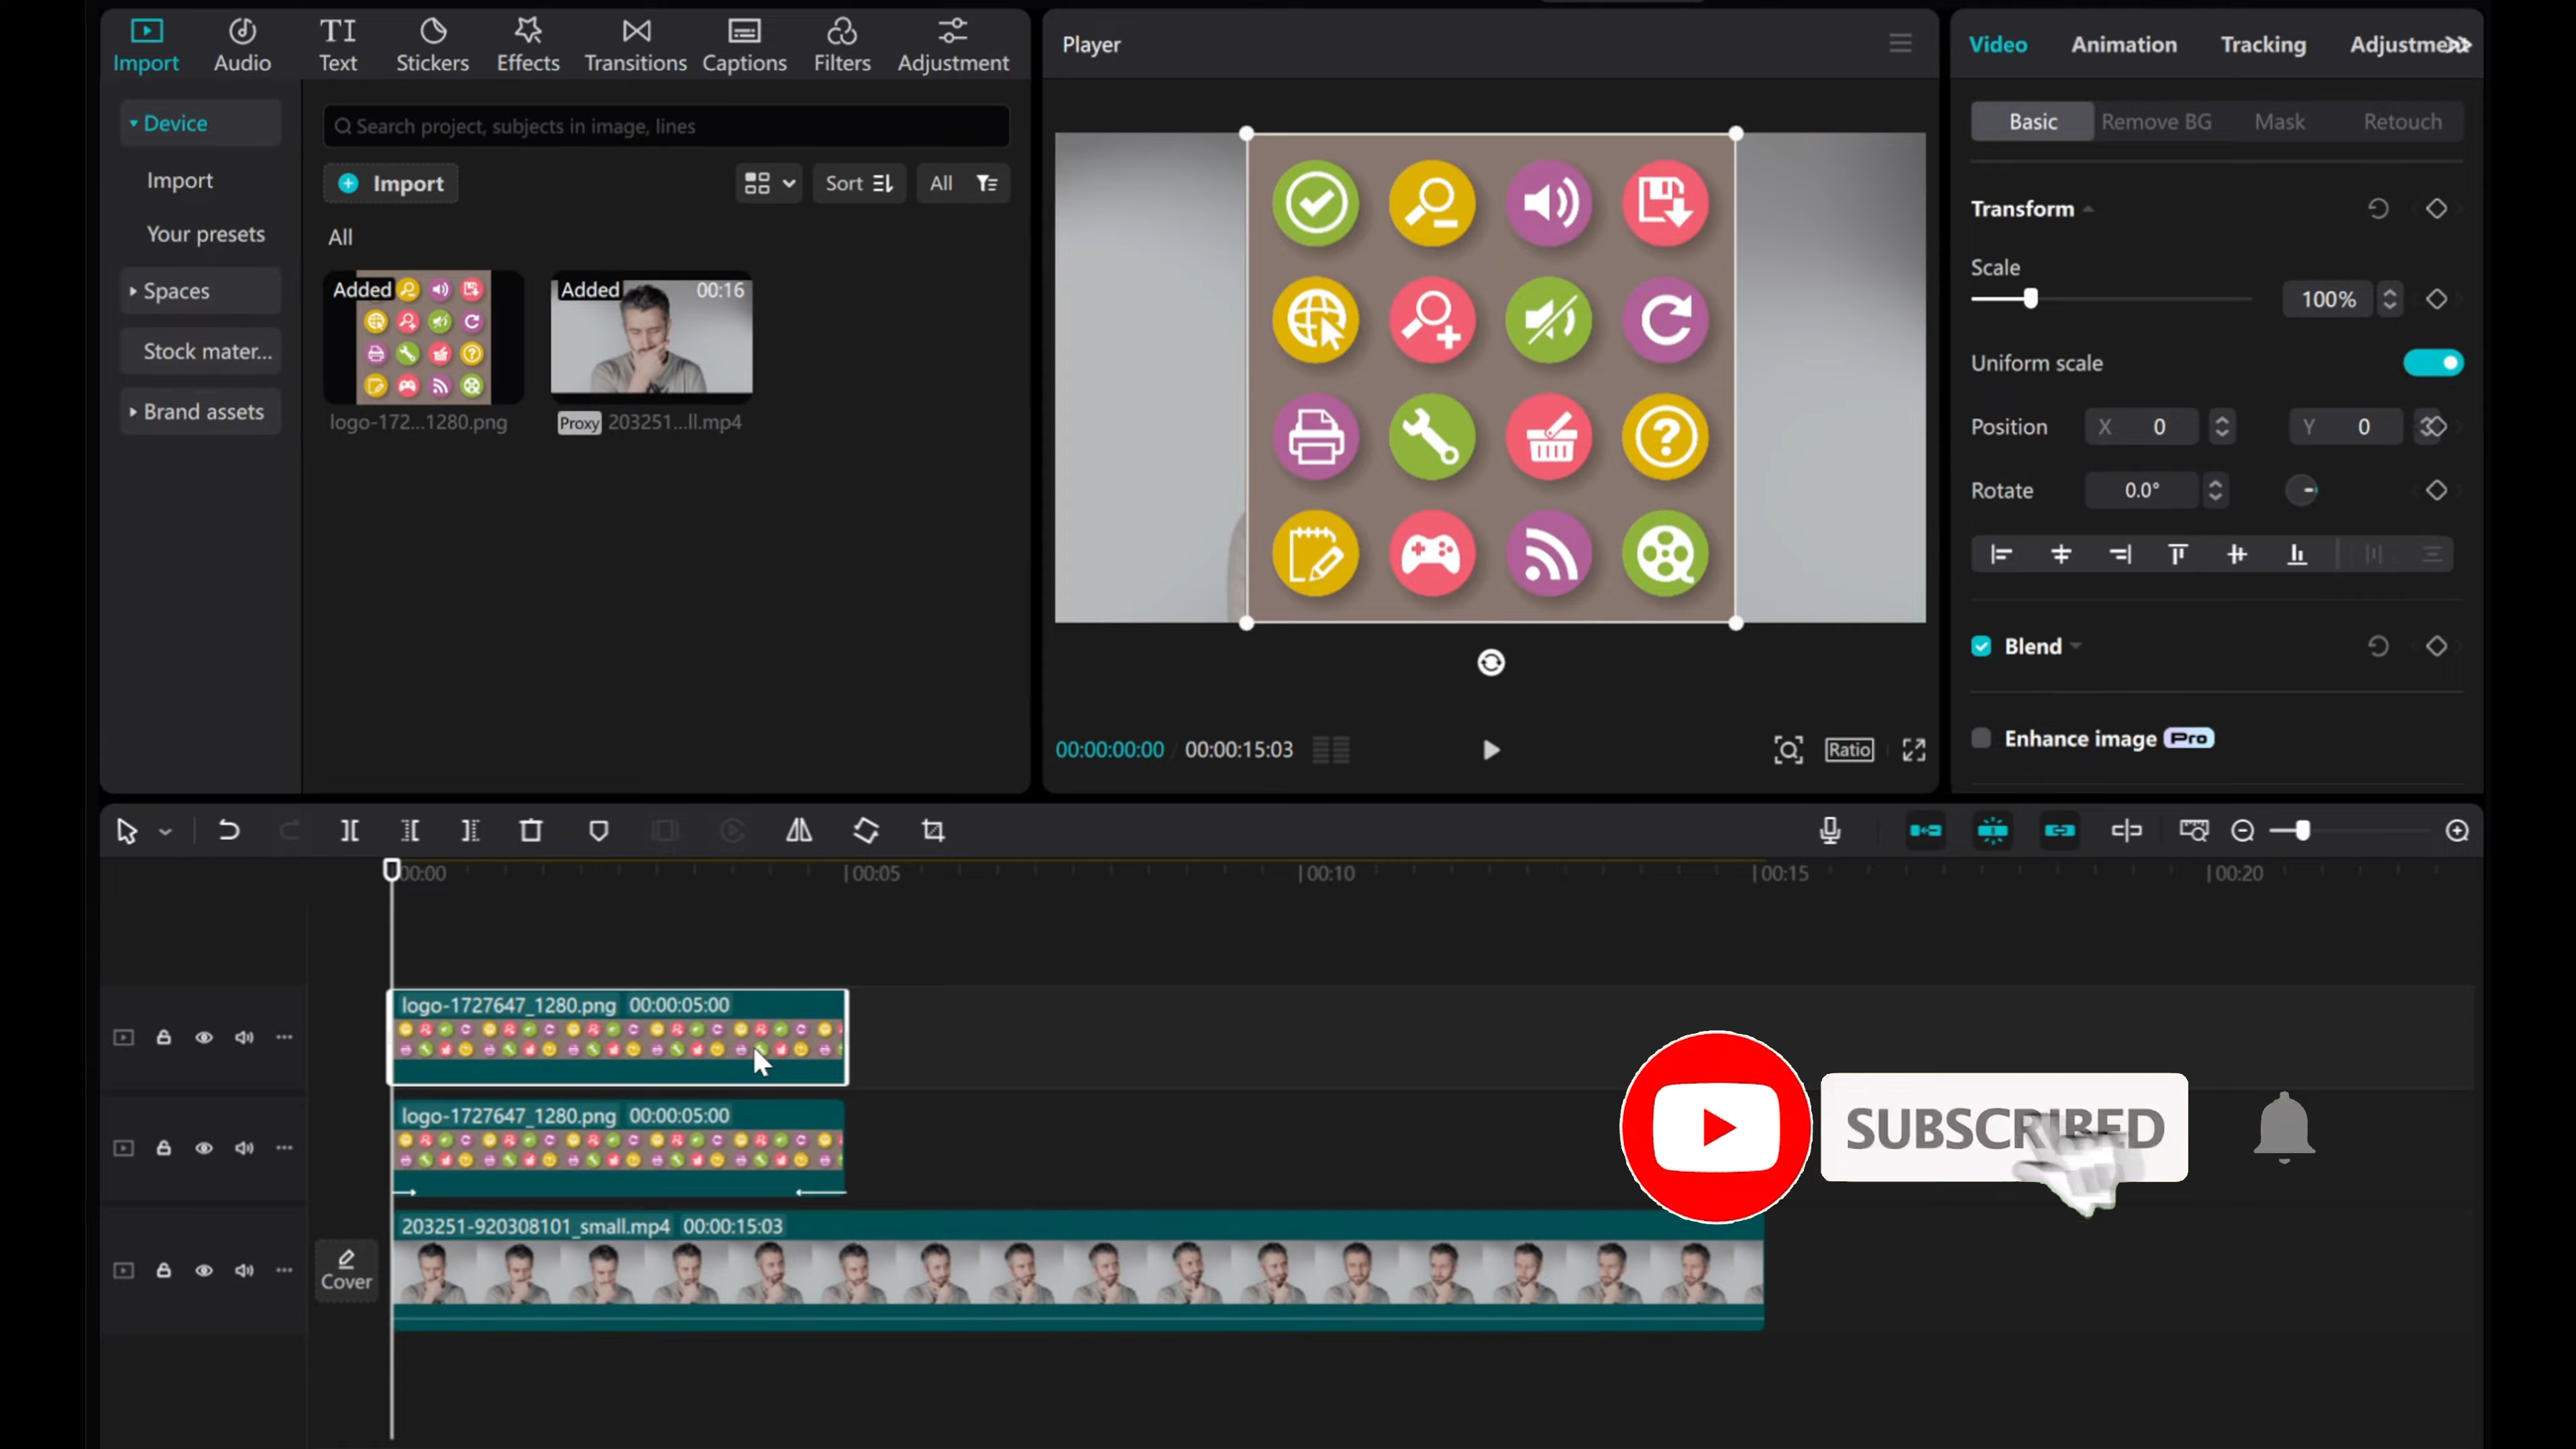 Import
Audio
TI
Text
Stickers
Effects
Transitions
Captions
Filters
Adjustment
Player
Video
Animation
Tracking
Adjustment
Device
Import
Your presets
Spaces
Stock mater...
Brand assets
Search project, subjects in image, lines
Import
Sort
All
All
Added
logo-172...1280.png
Added
00:16
Proxy
203251...ll.mp4
Basic
Remove BG
Mask
Retouch
Transform
Scale
100%
Uniform scale
Position
X 0
Y 0
Rotate
0.0°
Blend
Enhance image
Pro
00:00:00:00
00:00:15:03
Ratio
00:00
00:05
00:10
00:15
00:20
logo-1727647_1280.png 00:00:05:00
logo-1727647_1280.png 00:00:05:00
203251-920308101_small.mp4 00:00:15:03
Cover
SUBSCRIBED